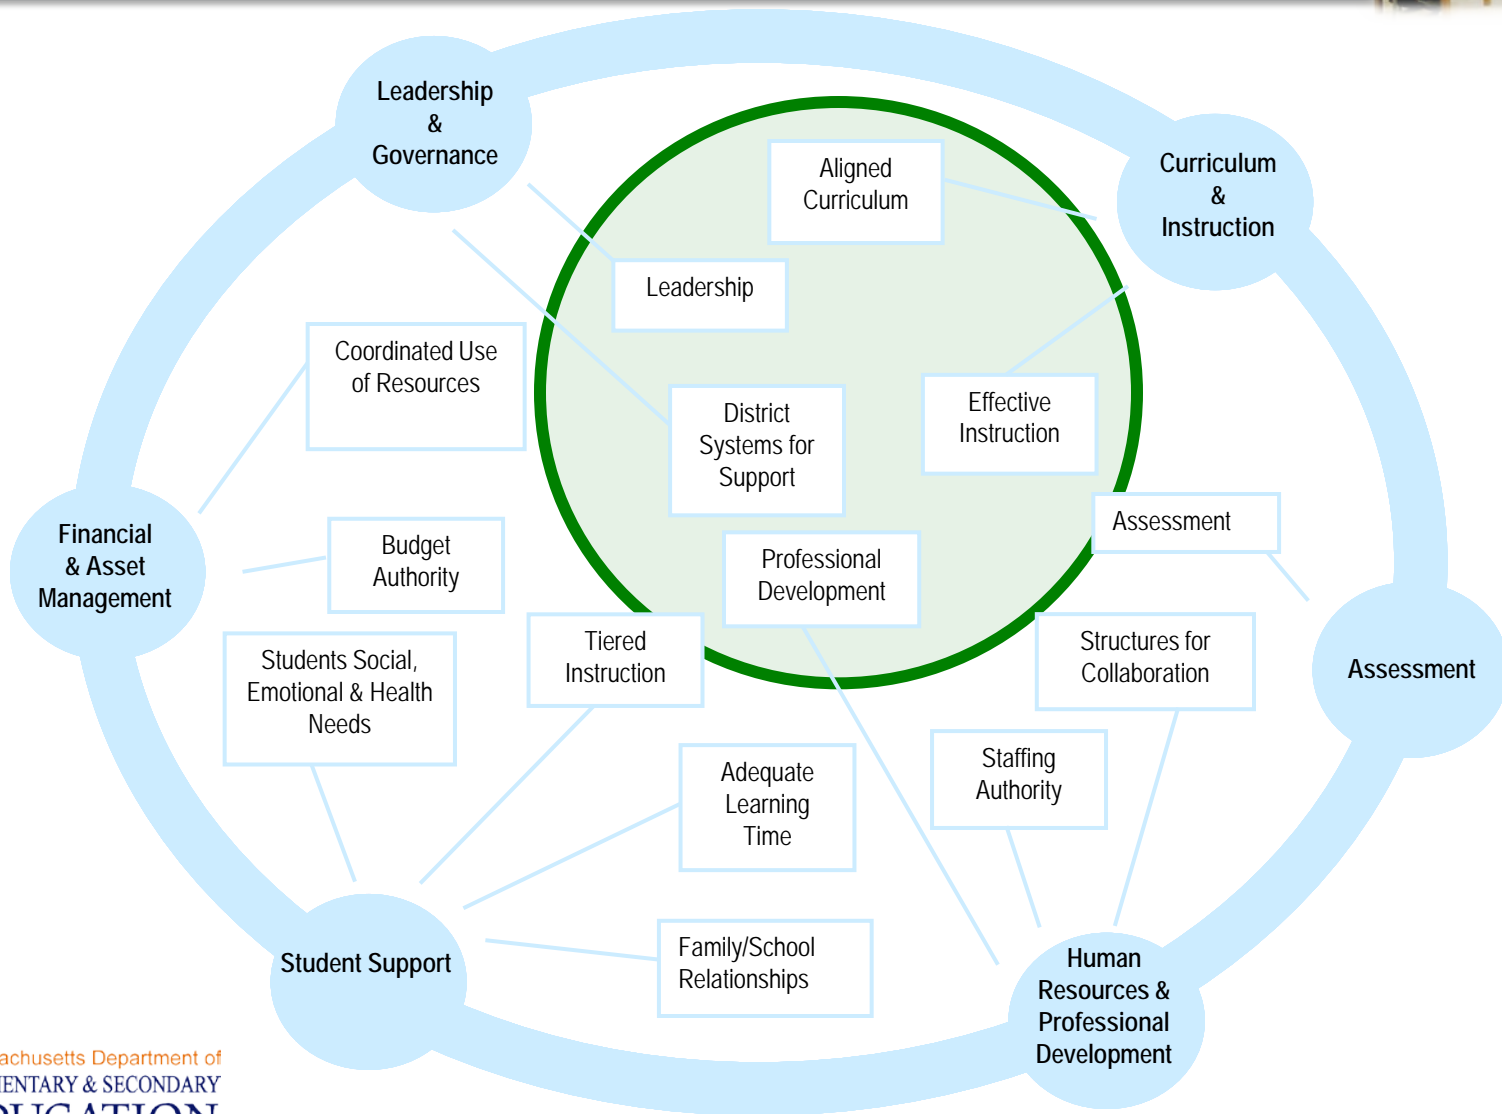 Leadership
&
Governance
Curriculum
&
Instruction
Aligned
Curriculum
Leadership
Coordinated Use
of Resources
District
Systems for
Support
Effective
Instruction
Assessment
Financial
& Asset
Management
Budget
Authority
Professional
Development
Students Social,
Emotional & Health
Needs
Tiered
Instruction
Structures for
Collaboration
Assessment
Adequate
Learning
Time
Staffing
Authority
Student Support
Family/School
Relationships
Human
Resources &
Professional
Development
achusetts Department of
ENTARY & SECONDARY